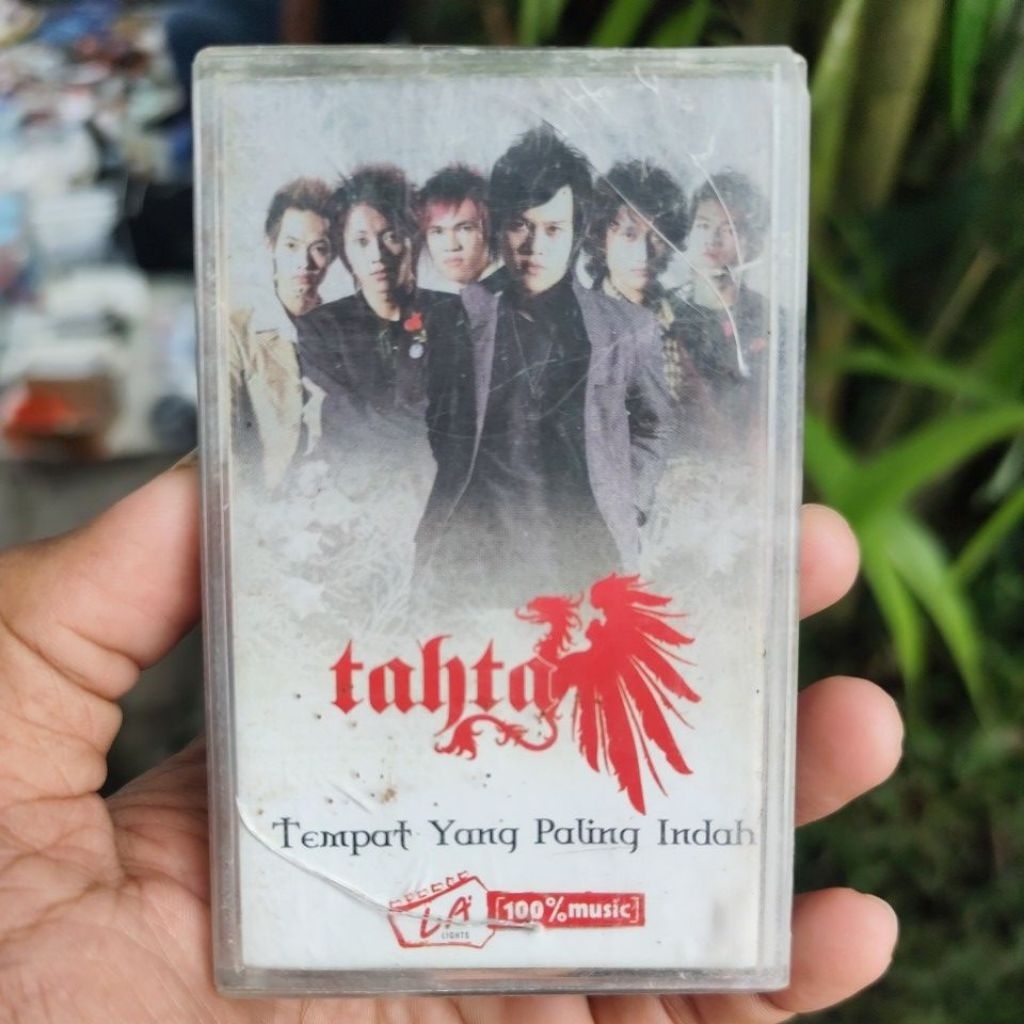 tahta
Tempat Yang Paling Indah
LA
LIGHTS
[100%music]